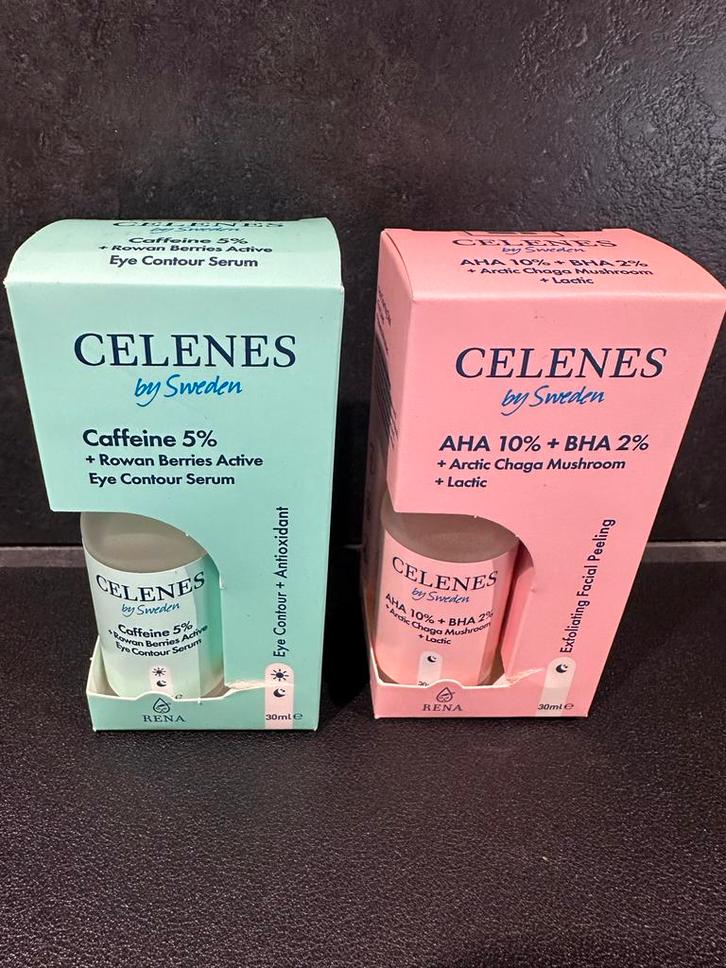 CELENES
by Sweden
Caffeine 5%
+ Rowan Berries Active
Eye Contour Serum
CELENES
by Sweden
Caffeine 5%
+ Rowan Berries Active
Eye Contour Serum
Eye Contour + Antioxidant
CELENES
by Sweden
Caffeine 5%
+ Rowan Berries Active
Eye Contour Serum
RENA
30ml e
CELENES
by Sweden
AHA 10% + BHA 2%
+ Arctic Chaga Mushroom
+ Lactic
CELENES
by Sweden
AHA 10% + BHA 2%
+ Arctic Chaga Mushroom
+ Lactic
Exfoliating Facial Peeling
CELENES
by Sweden
AHA 10% + BHA 2%
+ Arctic Chaga Mushroom
+ Lactic
RENA
30ml e